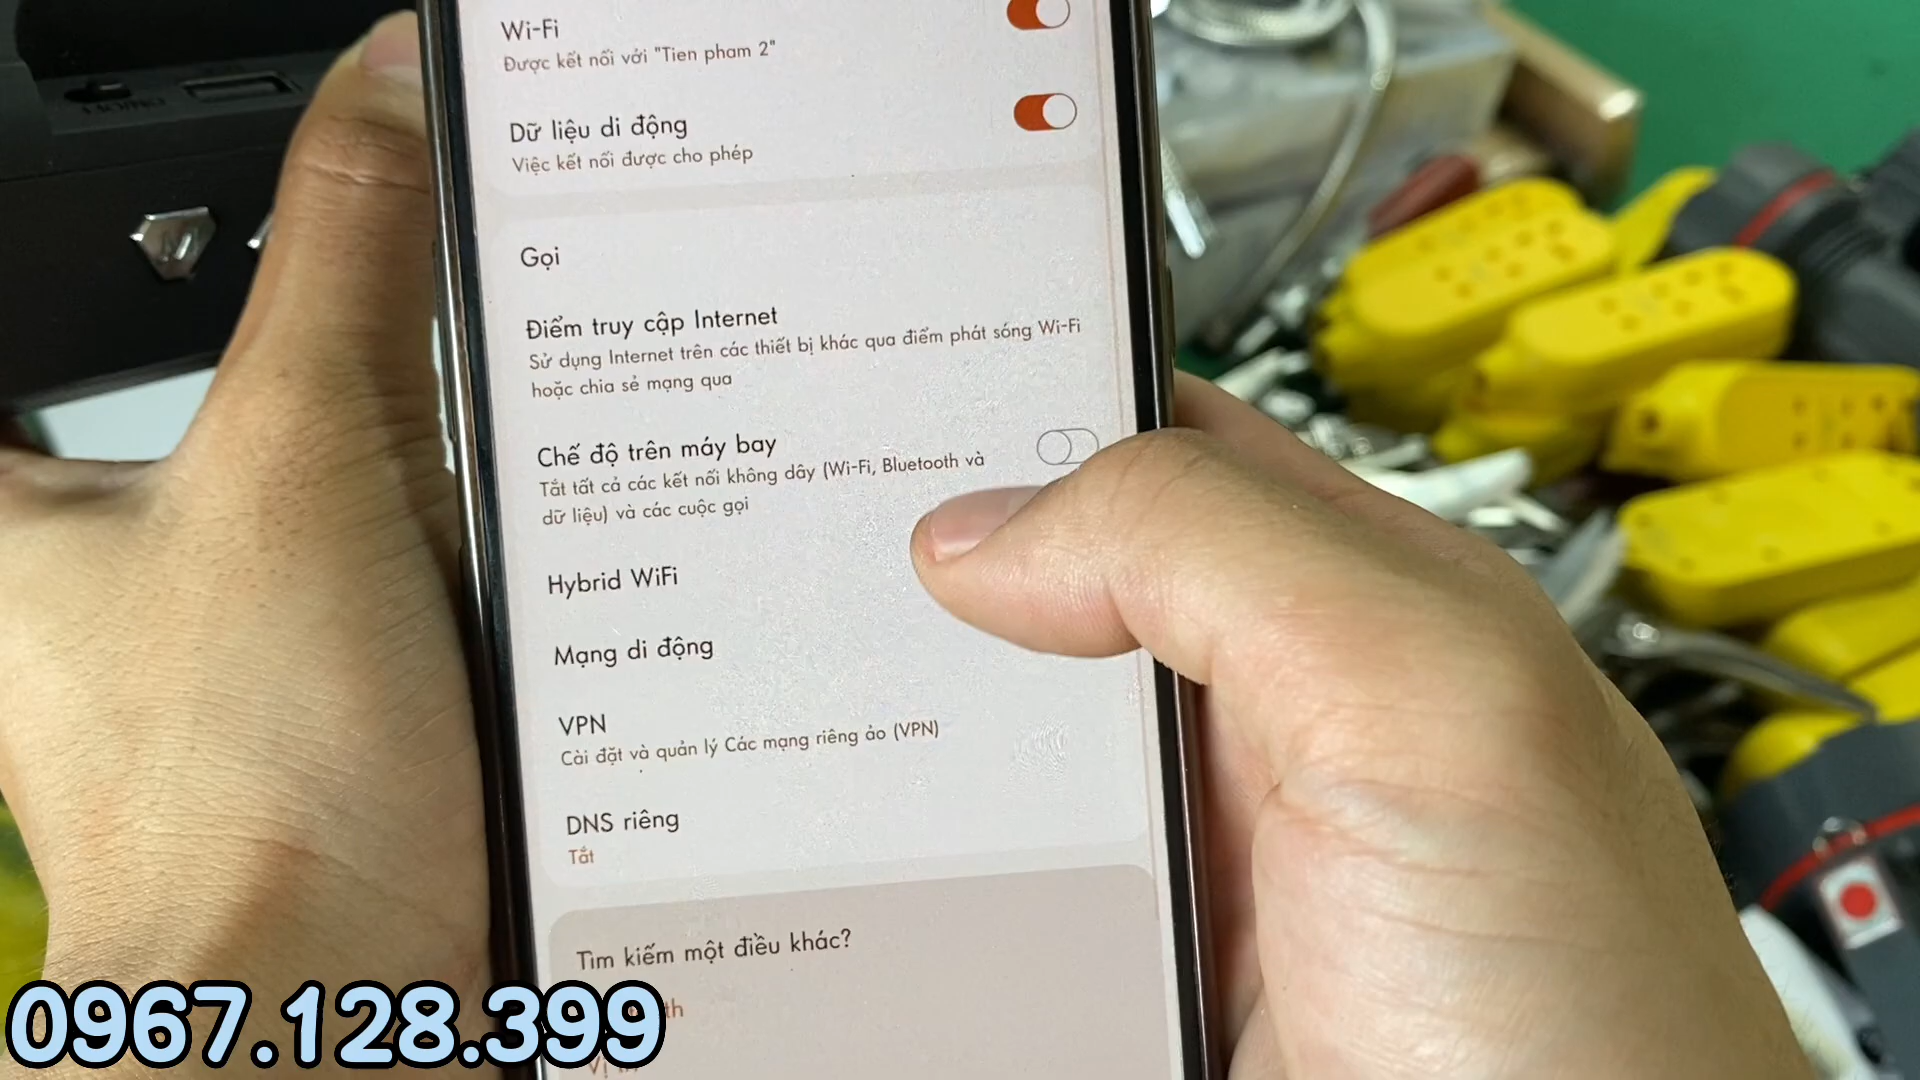 Wi-Fi
Được kết nối với "Tien pham 2"
Dữ liệu di động
Việc kết nối được cho phép
Gọi
Điểm truy cập Internet
Sử dụng Internet trên các thiết bị khác qua điểm phát sóng Wi-Fi
hoặc chia sẻ mạng qua
Chế độ trên máy bay
Tắt tất cả các kết nối không dây (Wi-Fi, Bluetooth và
dữ liệu) và các cuộc gọi
Hybrid WiFi
Mạng di động
VPN
Cài đặt và quản lý Các mạng riêng ảo (VPN)
DNS riêng
Tắt
Tìm kiếm một điều khác?
0967.128.399